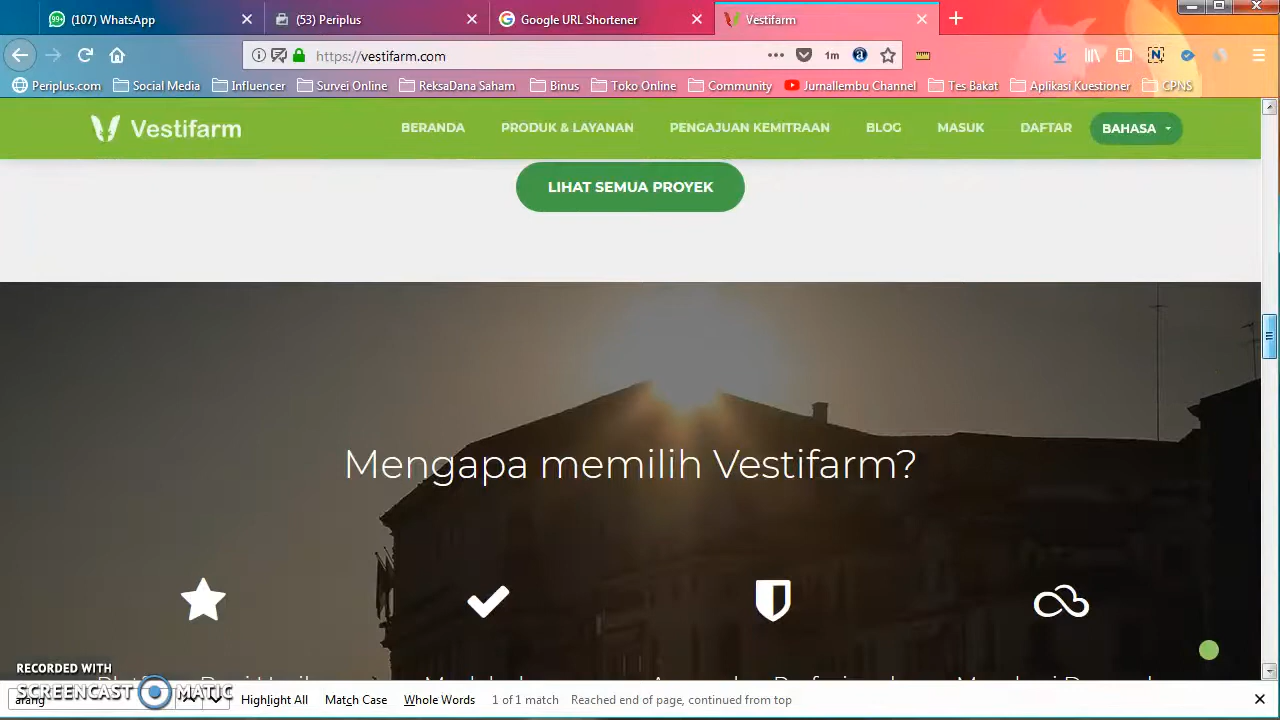 (107) WhatsApp
(53) Periplus
Google URL Shortener
Vestifarm
https://vestifarm.com
1m
Periplus.com
Social Media
Influencer
Survei Online
ReksaDana Saham
Binus
Toko Online
Community
Jurnallembu Channel
Tes Bakat
Aplikasi Kuestioner
CPNS
Vestifarm
BERANDA
PRODUK & LAYANAN
PENGAJUAN KEMITRAAN
BLOG
MASUK
DAFTAR
BAHASA
LIHAT SEMUA PROYEK
Mengapa memilih Vestifarm?
RECORDED WITH
SCREENCAST MATIC
arang
Highlight All
Match Case
Whole Words
1 of 1 match
Reached end of page, continued from top